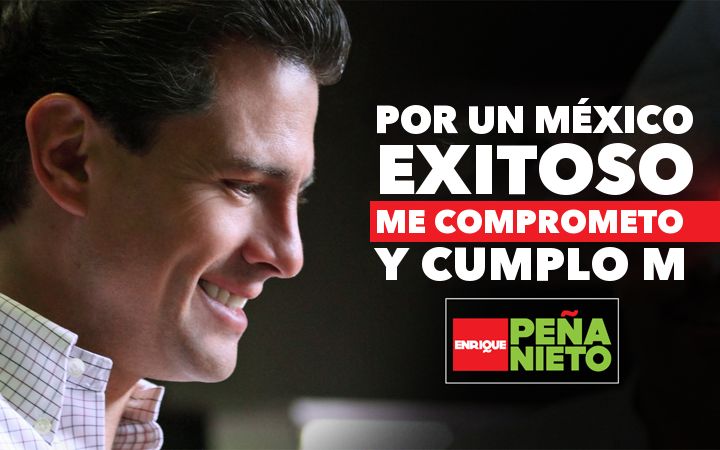 POR UN MÉXICO
EXITOSO
ME COMPROMETO
Y CUMPLO M
ENRIQUE
PEÑA
NIETO